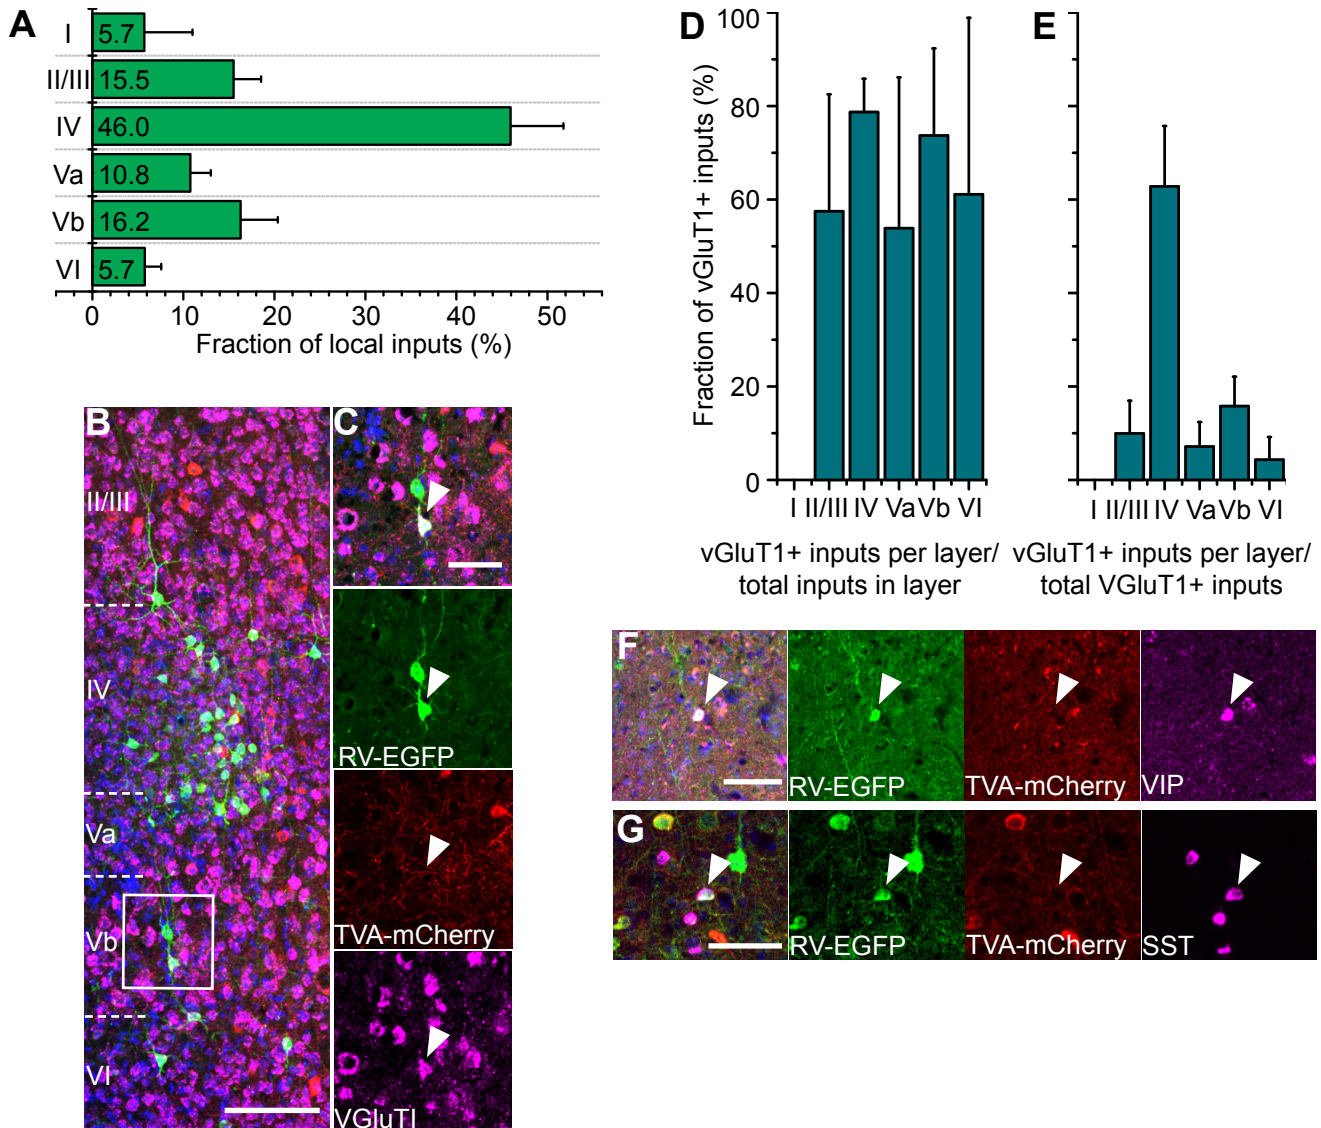 A
I
5.7
II/III
15.5
IV
46.0
Va
10.8
Vb
16.2
VI
5.7
0 10 20 30 40 50
Fraction of local inputs (%)
B
II/III
IV
Va
Vb
VI
C
RV-EGFP
TVA-mCherry
VGluTI
D
Fraction of vGluT1+ inputs (%)
100
80
60
40
20
0
I II/III IV Va Vb VI
vGluT1+ inputs per layer/
total inputs in layer
E
I II/III IV Va Vb VI
vGluT1+ inputs per layer/
total VGluT1+ inputs
F
RV-EGFP
TVA-mCherry
VIP
G
RV-EGFP
TVA-mCherry
SST